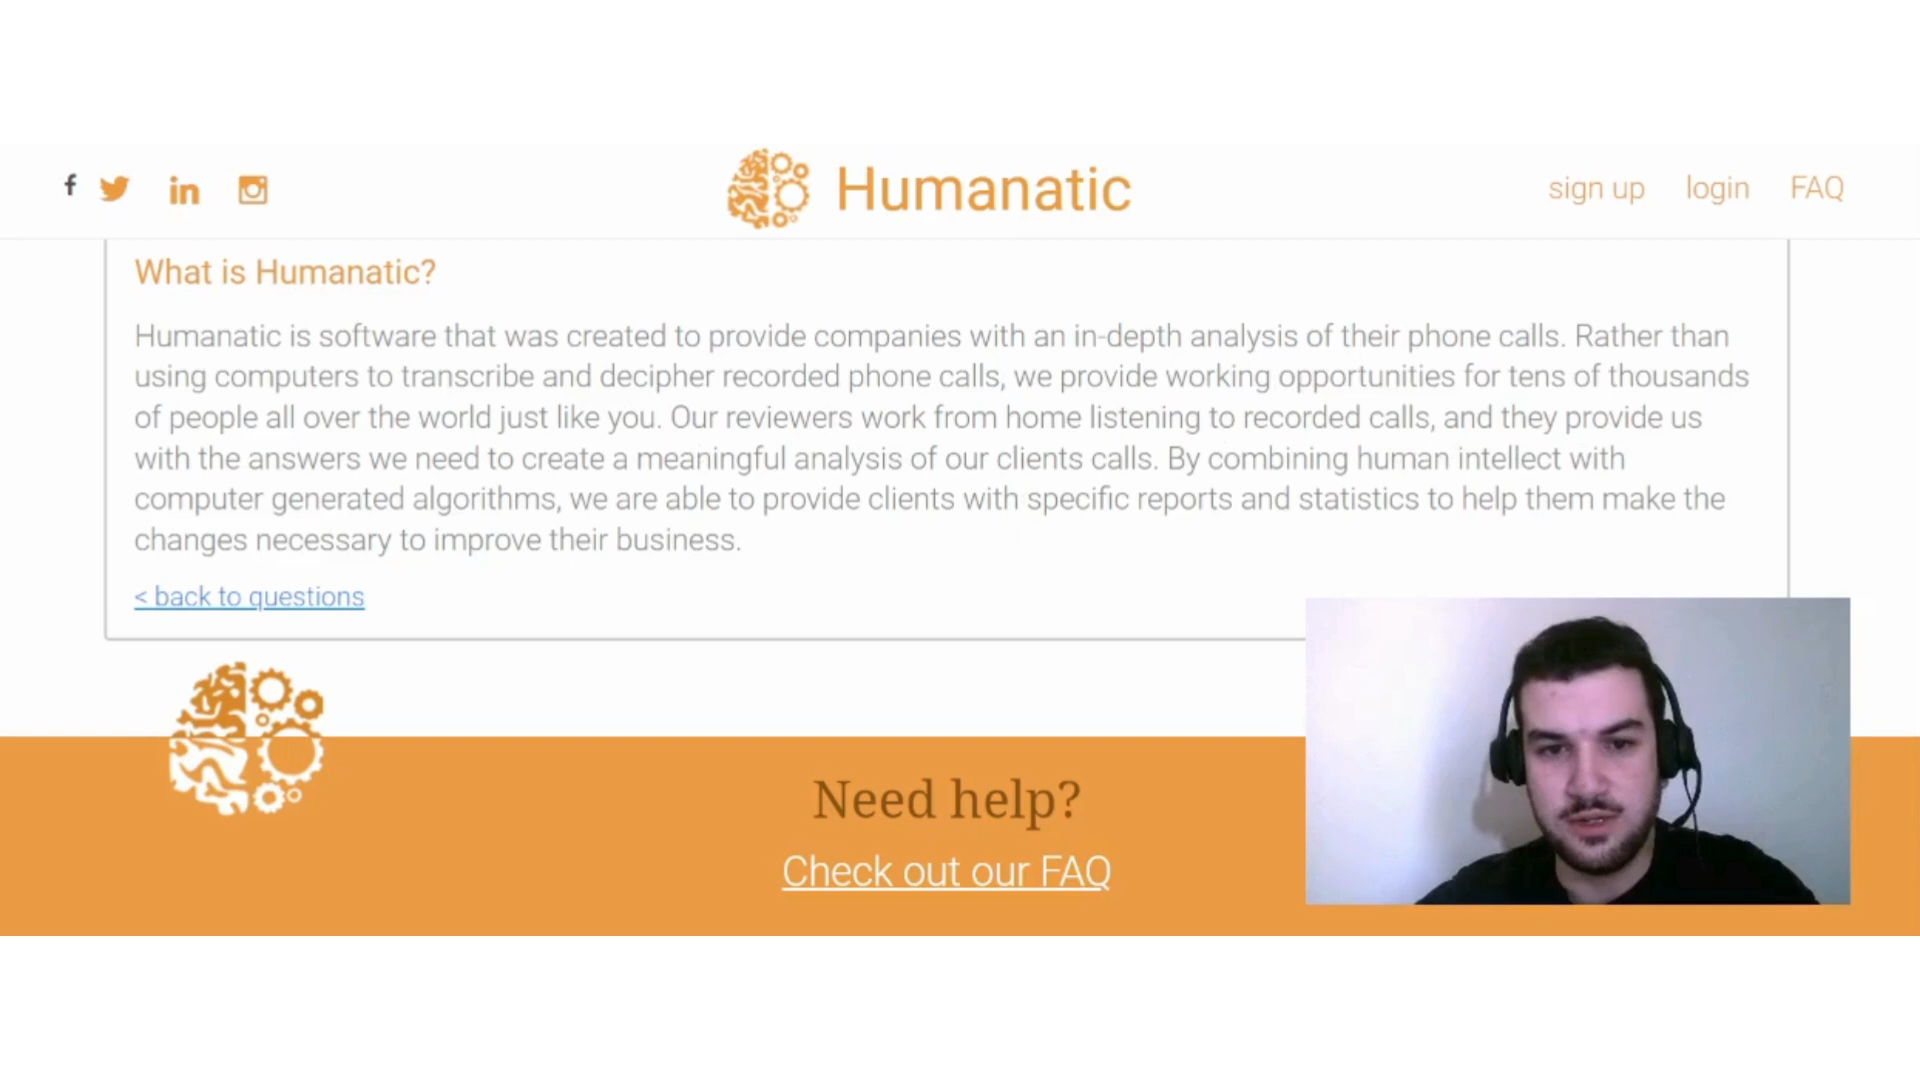 Humanatic
sign up login FAQ
What is Humanatic?
Humanatic is software that was created to provide companies with an in-depth analysis of their phone calls. Rather than
using computers to transcribe and decipher recorded phone calls, we provide working opportunities for tens of thousands
of people all over the world just like you. Our reviewers work from home listening to recorded calls, and they provide us
with the answers we need to create a meaningful analysis of our clients calls. By combining human intellect with
computer generated algorithms, we are able to provide clients with specific reports and statistics to help them make the
changes necessary to improve their business.
< back to questions
Need help?
Check out our FAQ